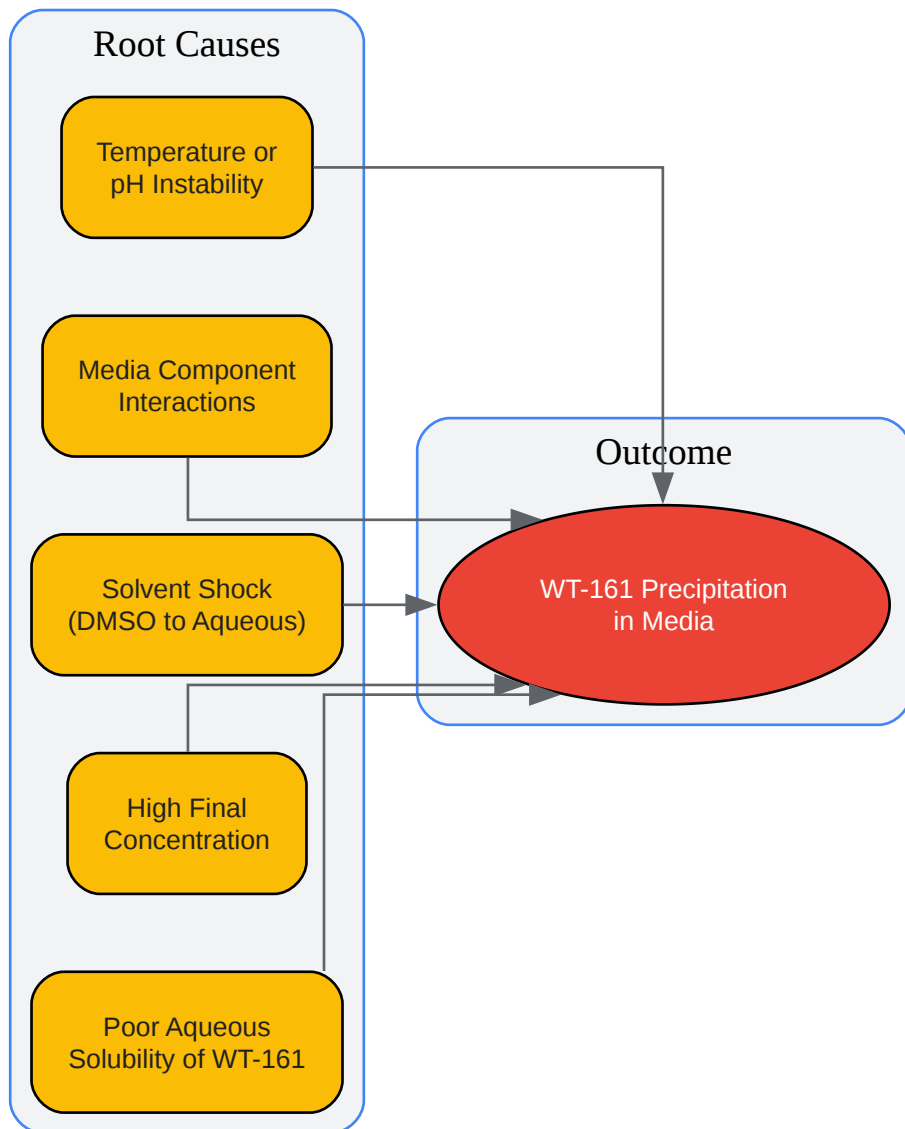 Root Causes
Temperature or
pH Instability
Media Component
Interactions
Solvent Shock
(DMSO to Aqueous)
High Final
Concentration
Poor Aqueous
Solubility of WT-161
Outcome
WT-161 Precipitation
in Media